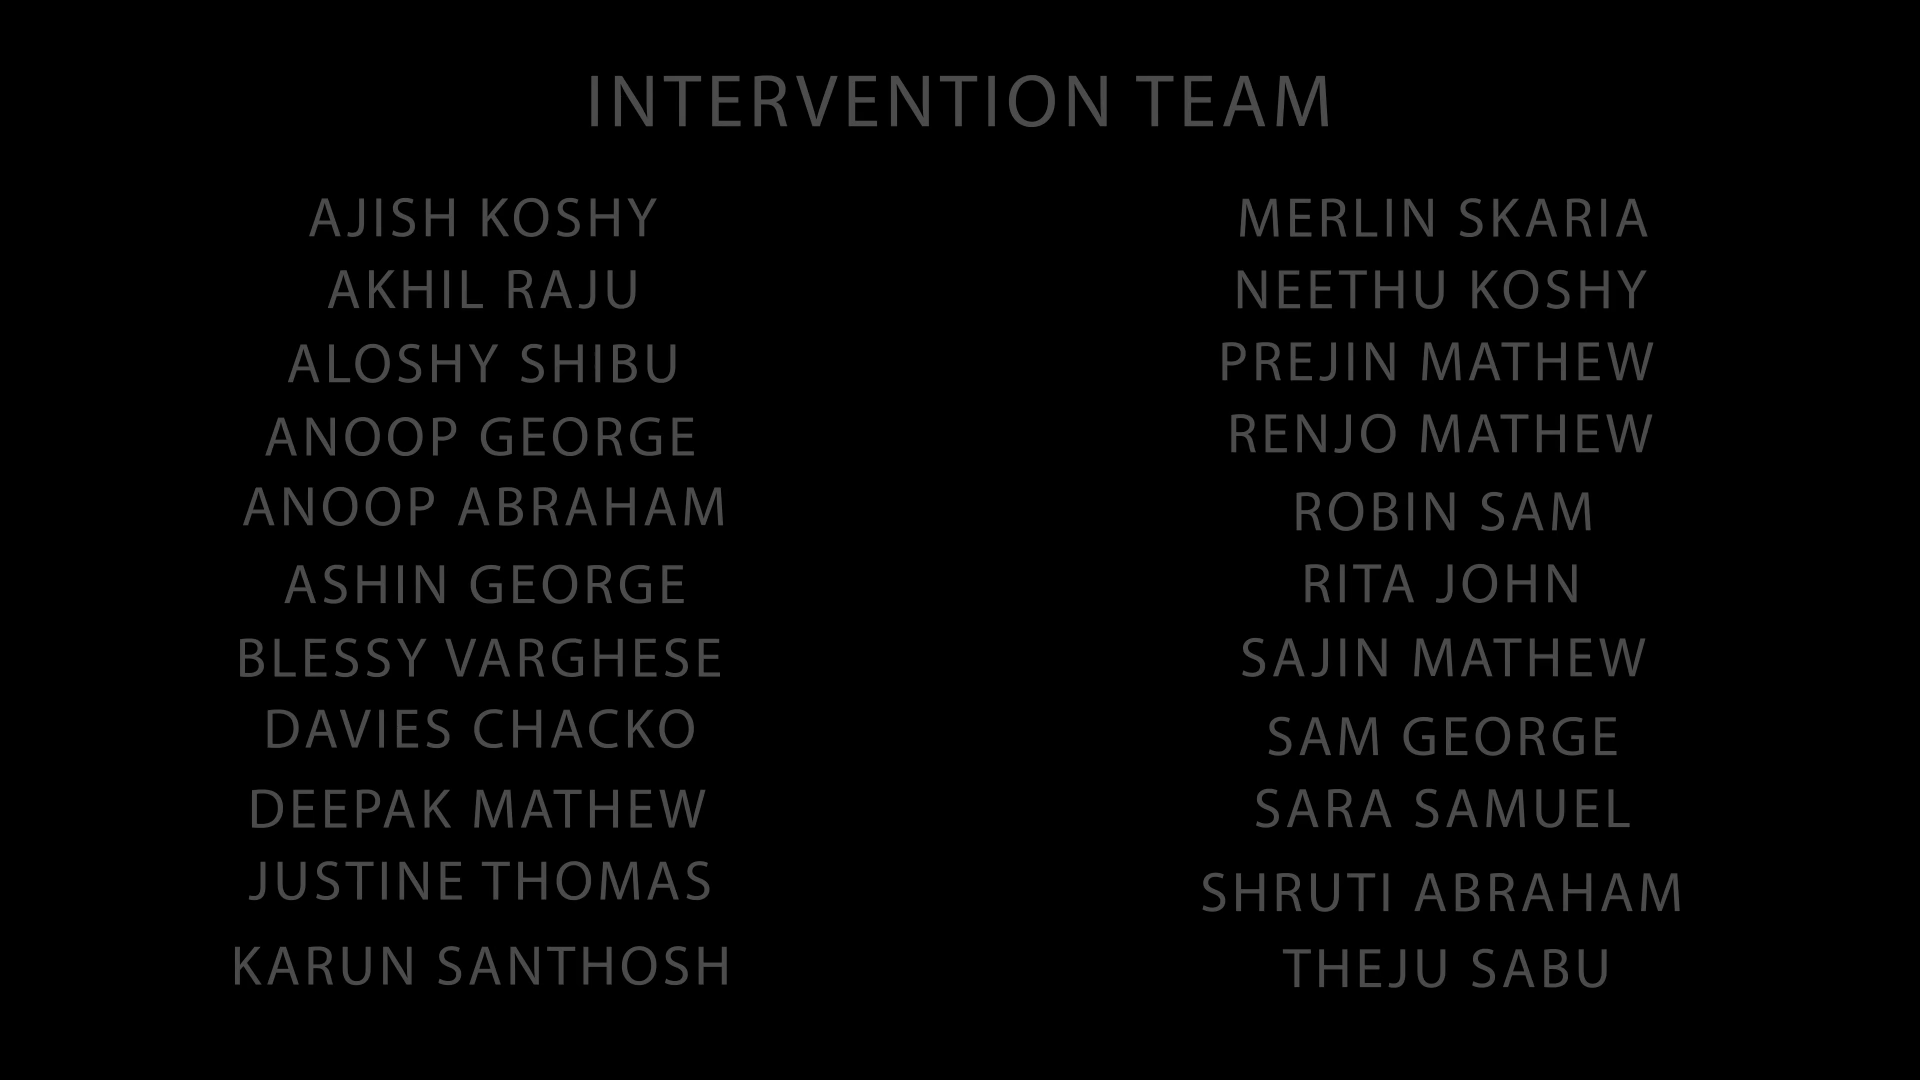 INTERVENTION TEAM
AJISH KOSHY
AKHIL RAJU
ALOSHY SHIBU
ANOOP GEORGE
ANOOP ABRAHAM
ASHIN GEORGE
BLESSY VARGHESE
DAVIES CHACKO
DEEPAK MATHEW
JUSTINE THOMAS
KARUN SANTHOSH
MERLIN SKARIA
NEETHU KOSHY
PREJIN MATHEW
RENJO MATHEW
ROBIN SAM
RITA JOHN
SAJIN MATHEW
SAM GEORGE
SARA SAMUEL
SHRUTI ABRAHAM
THEJU SABU